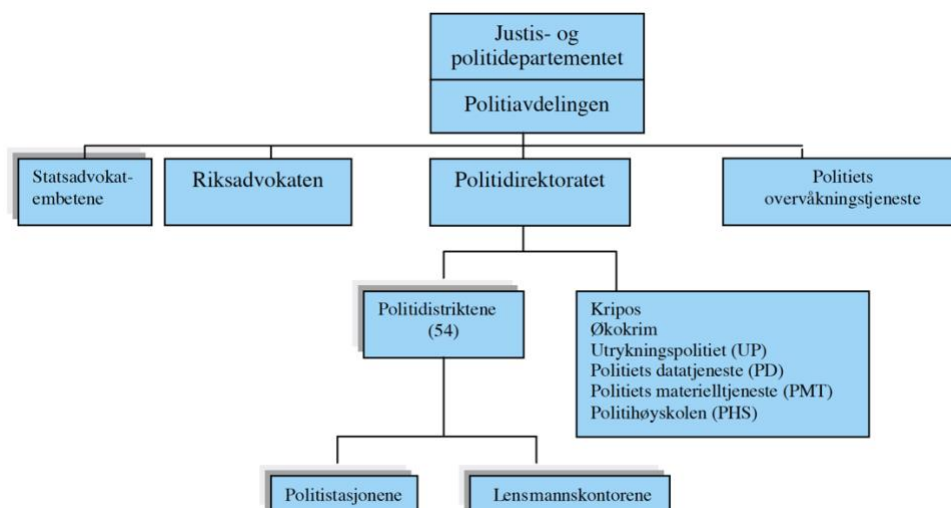 Justis- og
politidepartementet
Politiavdelingen
Statsadvokat-
embetene
Riksadvokaten
Politidirektoratet
Politiets
overvåkningstjeneste
Politidistriktene
(54)
Kripos
Økokrim
Utrykningspolitiet (UP)
Politiets datatjeneste (PD)
Politiets materielltjeneste (PMT)
Politihøyskolen (PHS)
Politistasjonene
Lensmannskontorene